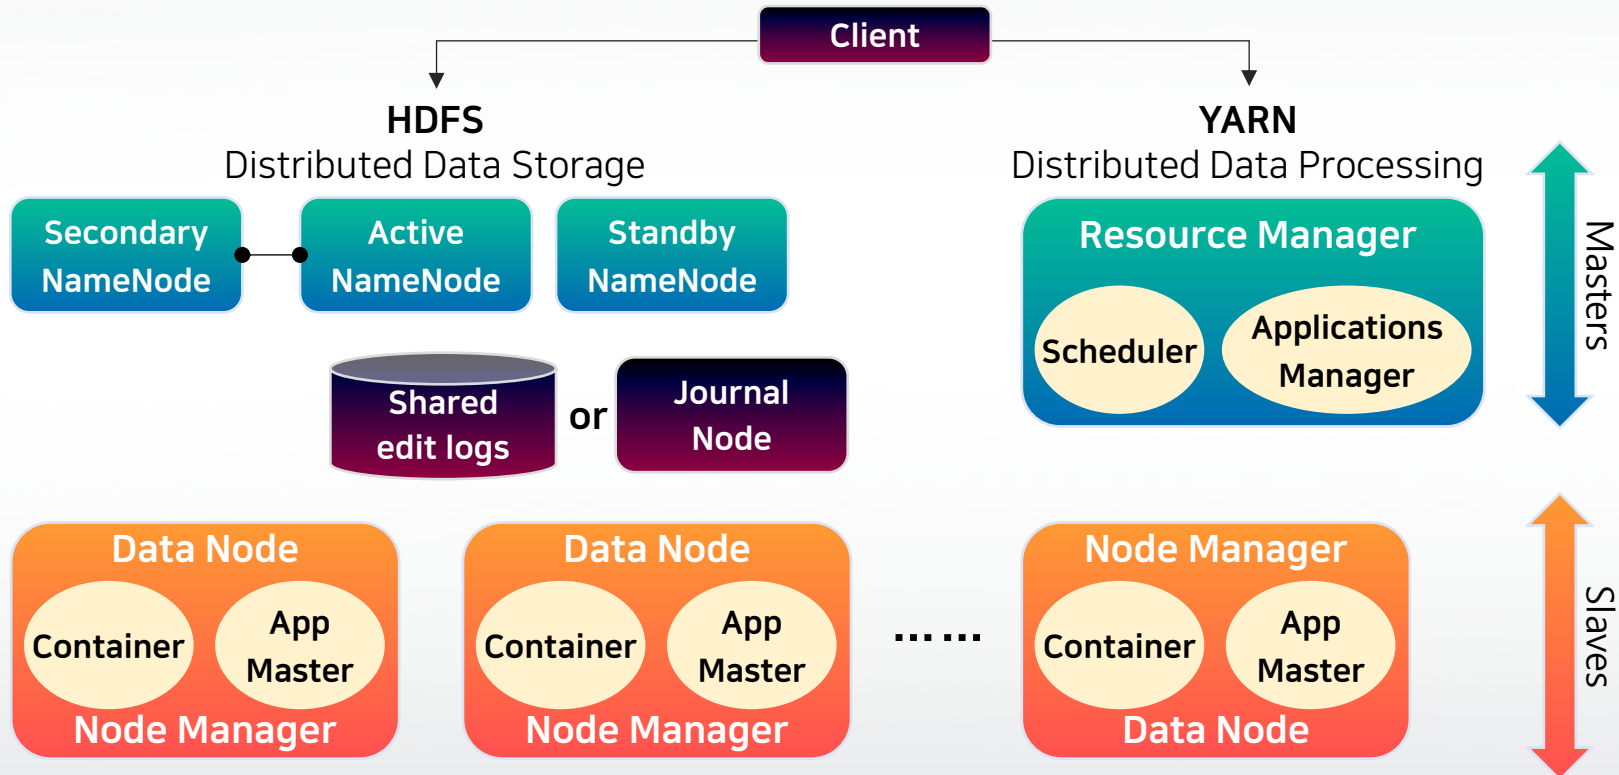 Client
HDFS
Distributed Data Storage
YARN
Distributed Data Processing
Secondary
NameNode
Active
NameNode
Standby
NameNode
Resource Manager
Scheduler
Applications
Manager
Masters
Shared
edit logs
or
Journal
Node
Data Node
Container
App
Master
Node Manager
Data Node
Container
App
Master
Node Manager
... ...
Node Manager
Container
App
Master
Data Node
Slaves